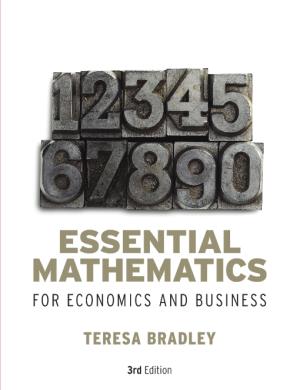 12345
67890
ESSENTIAL
MATHEMATICS
FOR ECONOMICS AND BUSINESS
TERESA BRADLEY
3rd Edition